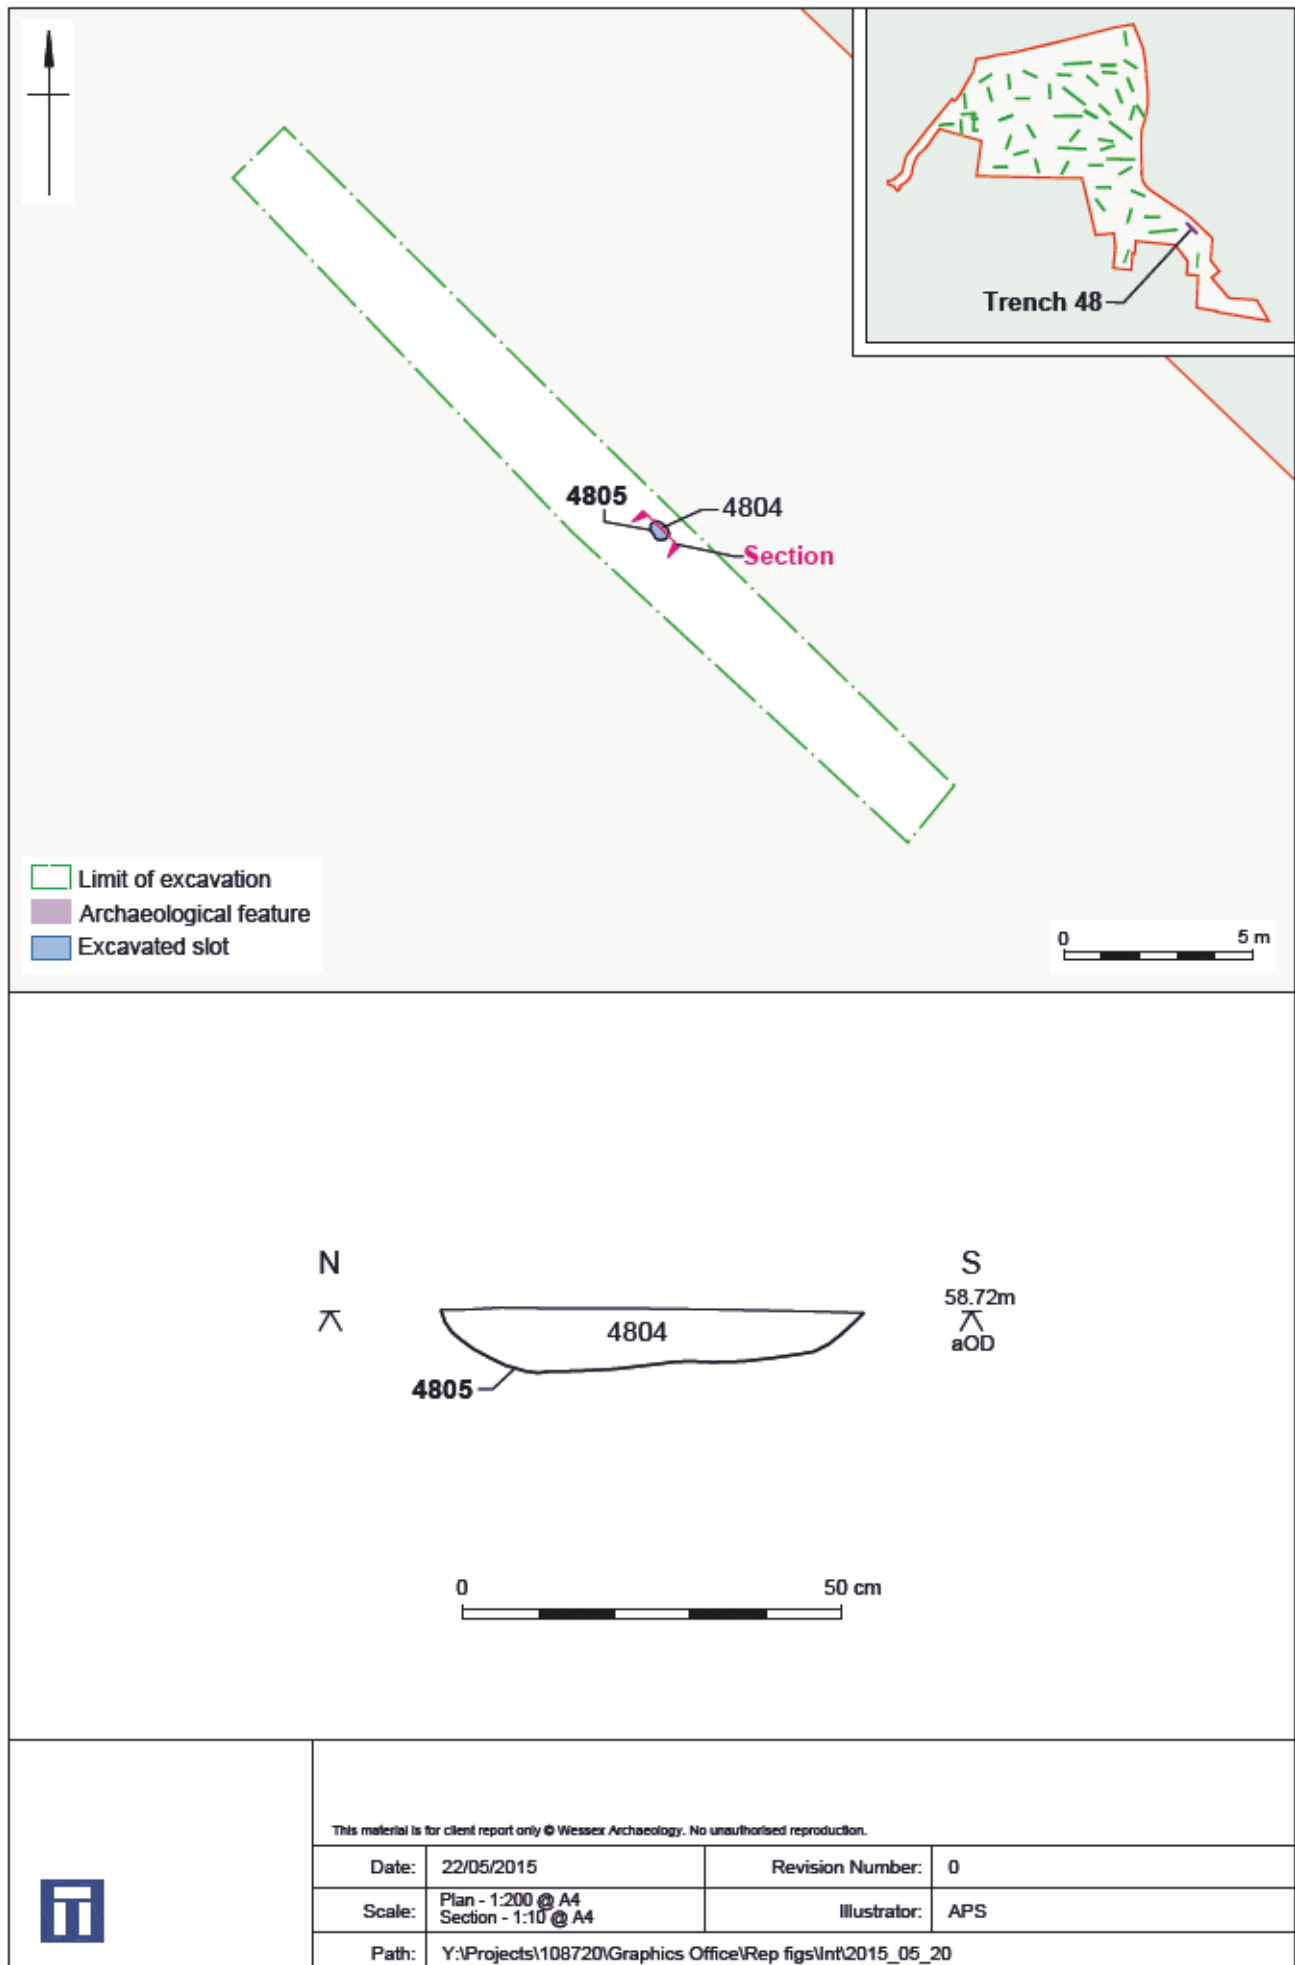 Trench 48
4805
4804
Section
Limit of excavation
Archaeological feature
Excavated slot
0 5 m
N
S
58.72m
aOD
4804
4805
0 50 cm
This material is for client report only © Wessex Archaeology. No unauthorised reproduction.
Date: 22/05/2015 Revision Number: 0
Scale: Plan - 1:200 @ A4
Section - 1:10 @ A4
Illustrator: APS
Path: Y:\Projects\108720\Graphics Office\Rep figs\Int\2015_05_20